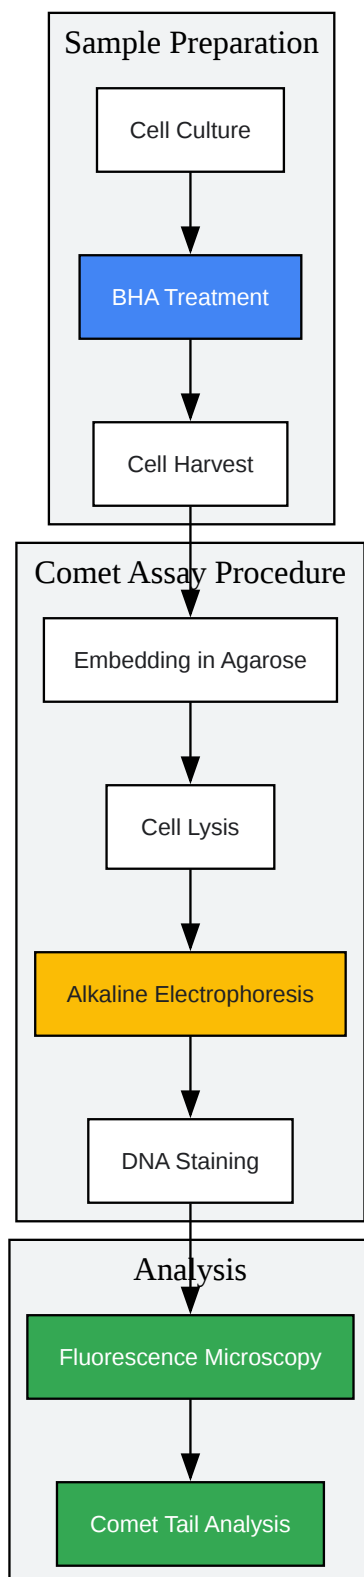 Sample Preparation
Cell Culture
BHA Treatment
Cell Harvest
Comet Assay Procedure
Embedding in Agarose
Cell Lysis
Alkaline Electrophoresis
DNA Staining
Analysis
Fluorescence Microscopy
Comet Tail Analysis